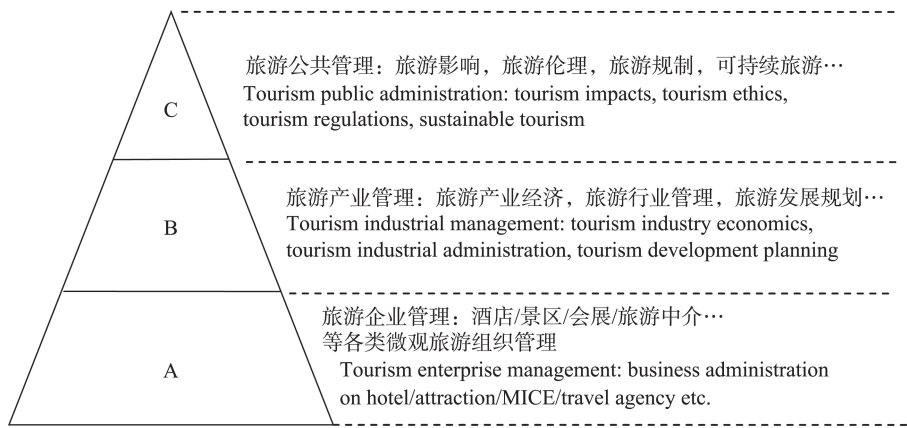 C
旅游公共管理：旅游影响，旅游伦理，旅游规制，可持续旅游…
Tourism public administration: tourism impacts, tourism ethics,
tourism regulations, sustainable tourism
B
旅游产业管理：旅游产业经济，旅游行业管理，旅游发展规划…
Tourism industrial management: tourism industry economics,
tourism industrial administration, tourism development planning
A
旅游企业管理：酒店/景区/会展/旅游中介…
等各类微观旅游组织管理
Tourism enterprise management: business administration
on hotel/attraction/MICE/travel agency etc.